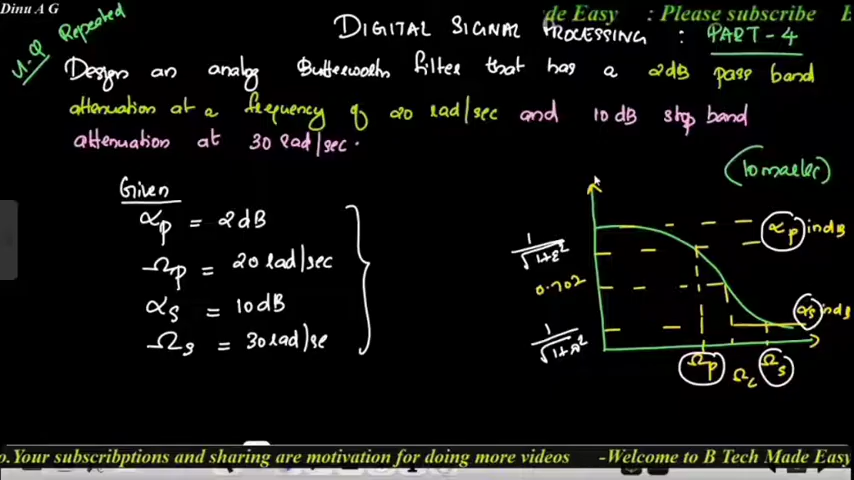 Dinu A G
de Easy : Please subscribe E
U.Q Repeated
DIGITAL SIGNAL PROCESSING : PART-4
Design an analog Butterworth filter that has a 2dB pass band
attenuation at a frequency of 20 rad/sec and 10 dB stop band
attenuation at 30 rad/sec.
(10 marks)
Given
αp = 2dB
Ωp = 20 rad/sec
αs = 10dB
Ωs = 30 rad/se
αp in dB
1/√1+ε²
0.707
αs in dB
1/√1+λ²
Ωp Ωc Ωs
o.Your subscribptions and sharing are motivation for doing more videos -Welcome to B Tech Made Easy